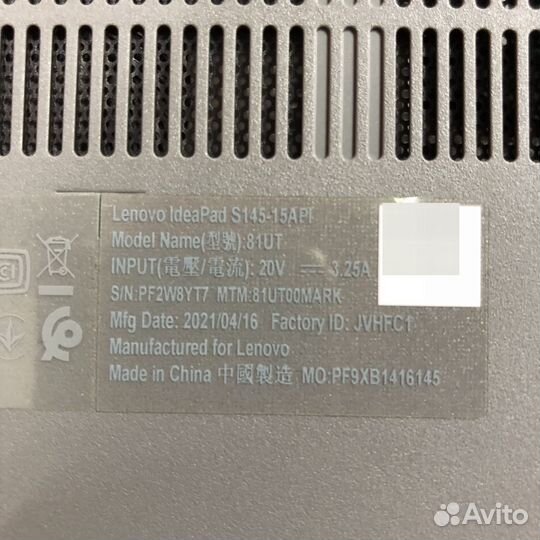 Lenovo IdeaPad S145-15API
Model Name(型號):81UT
INPUT(電壓/電流): 20V ⎓ 3.25A
S/N:PF2W8YT7 MTM:81UT00MARK
Mfg Date: 2021/04/16 Factory ID: JVHFC1
Manufactured for Lenovo
Made in China 中國製造 MO:PF9XB1416145
Avito